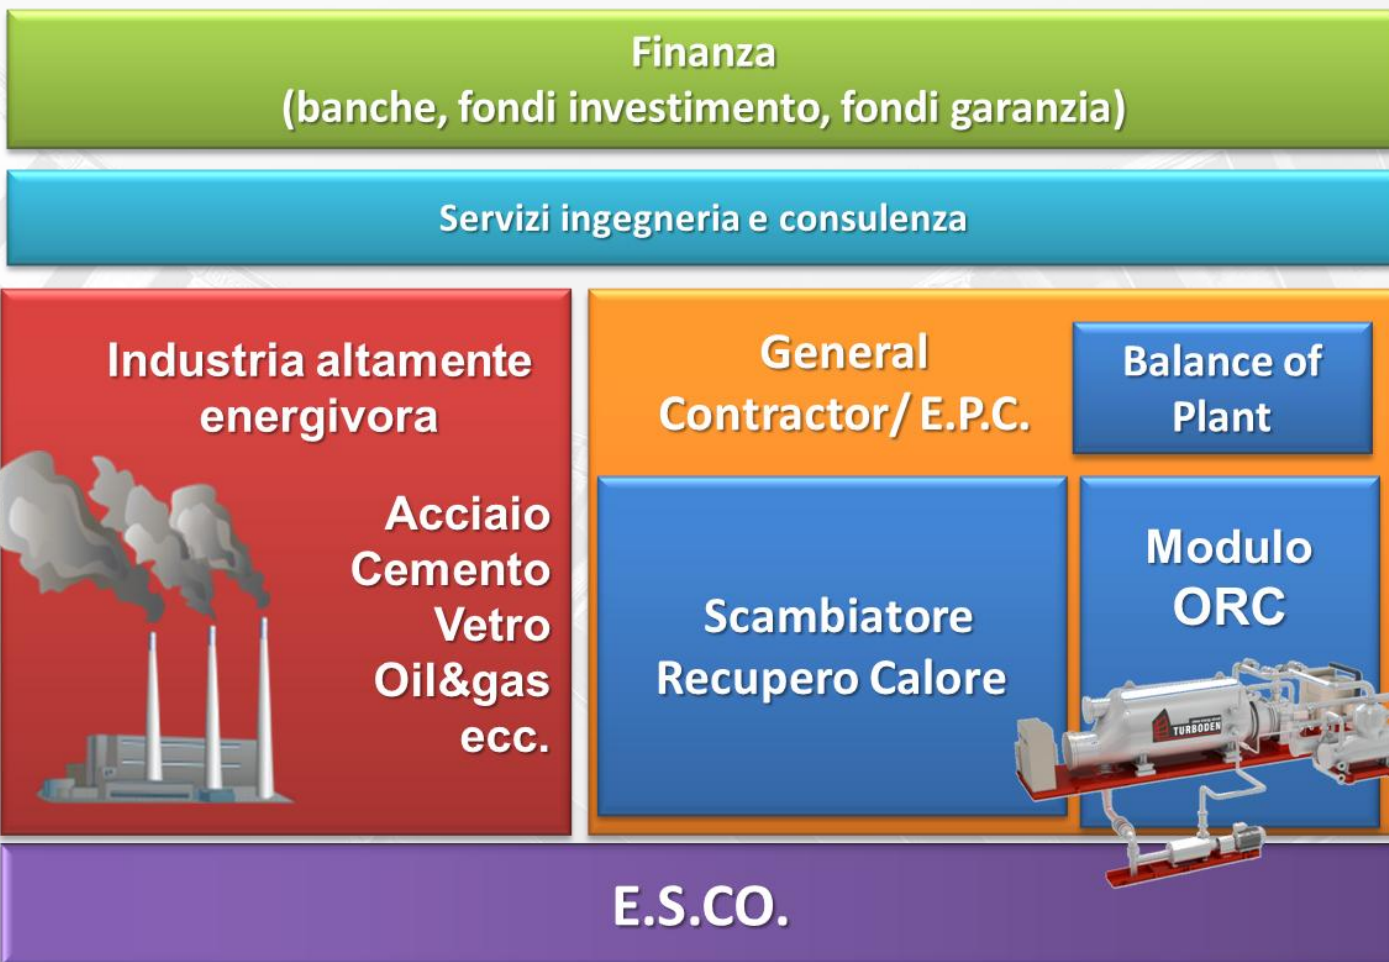 Finanza
(banche, fondi investimento, fondi garanzia)
Servizi ingegneria e consulenza
Industria altamente
energivora
Acciaio
Cemento
Vetro
Oil&gas
ecc.
General
Contractor/ E.P.C.
Balance of
Plant
Scambiatore
Recupero Calore
Modulo
ORC
TURBODEN
E.S.CO.